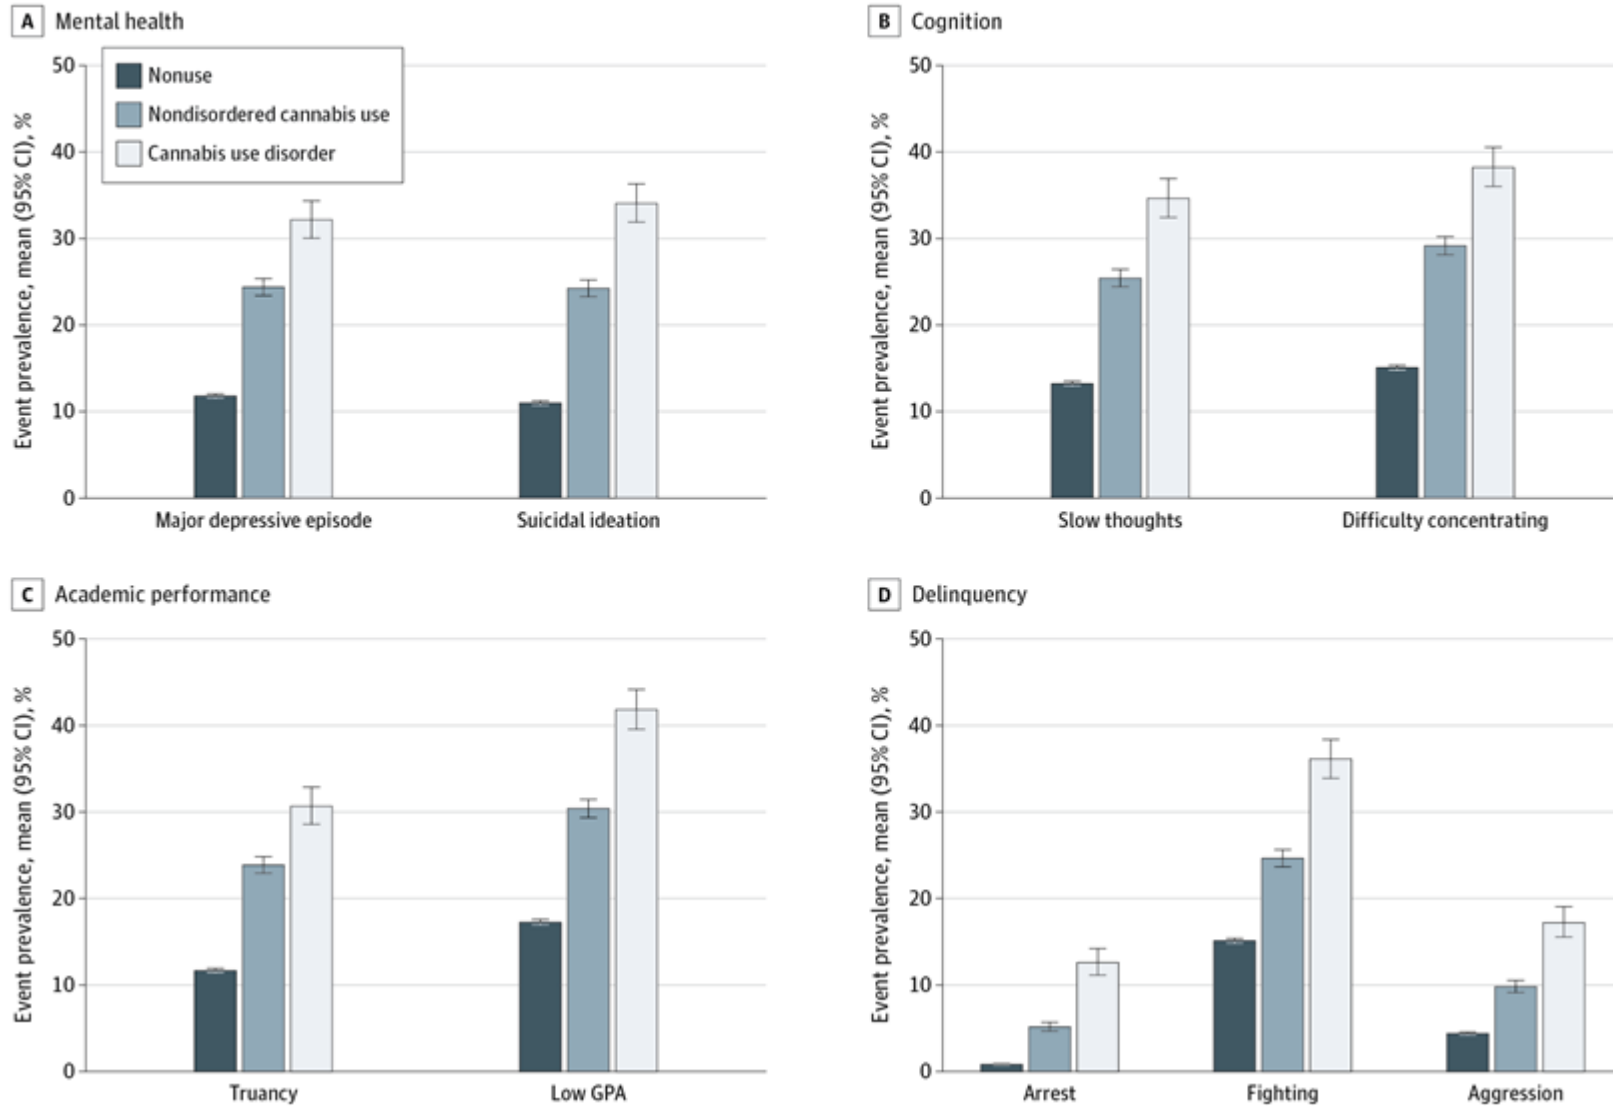 A Mental health
Nonuse
Nondisordered cannabis use
Cannabis use disorder
Event prevalence, mean (95% CI), %
50
40
30
20
10
0
Major depressive episode
Suicidal ideation
B Cognition
Event prevalence, mean (95% CI), %
50
40
30
20
10
0
Slow thoughts
Difficulty concentrating
C Academic performance
Event prevalence, mean (95% CI), %
50
40
30
20
10
0
Truancy
Low GPA
D Delinquency
Event prevalence, mean (95% CI), %
50
40
30
20
10
0
Arrest
Fighting
Aggression